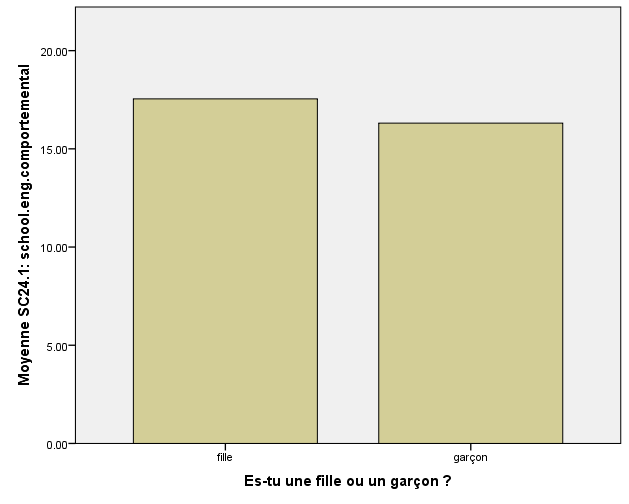 Moyenne SC24.1: school.eng.comportemental
20.00
15.00
10.00
5.00
0.00
fille
garçon
Es-tu une fille ou un garçon ?